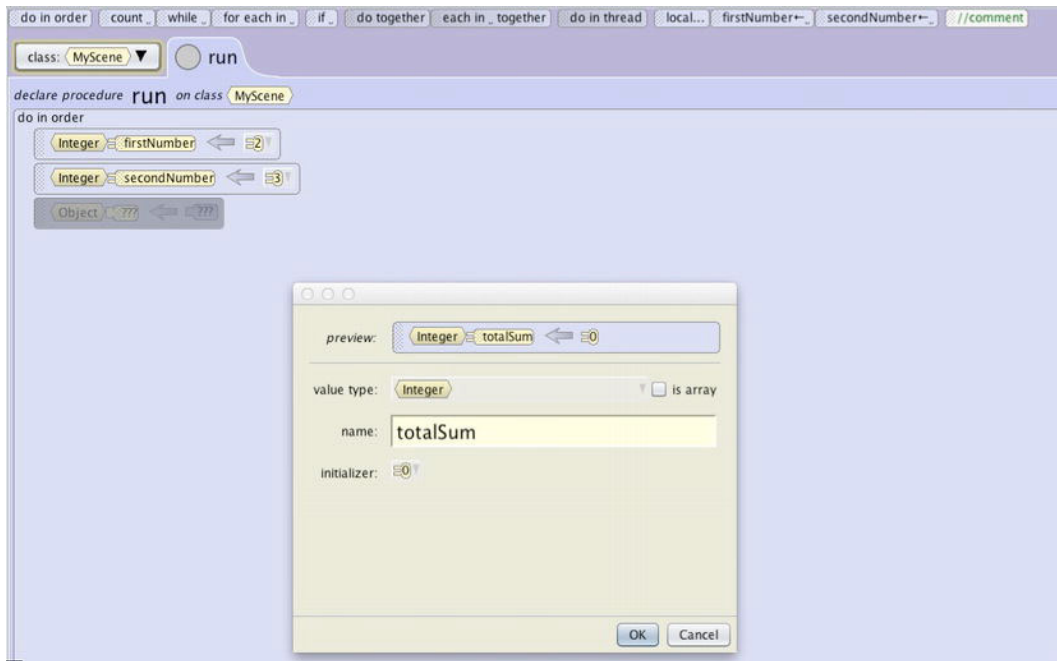 do in order count _ while _ for each in _ if _ do together each in _ together do in thread local... firstNumber←_ secondNumber←_ //comment
class: MyScene ▼ run
declare procedure run on class MyScene
do in order
Integer firstNumber 2
Integer secondNumber 3
Object ??? ???
preview: Integer totalSum 0
value type: Integer is array
name: totalSum
initializer: 0
OK Cancel